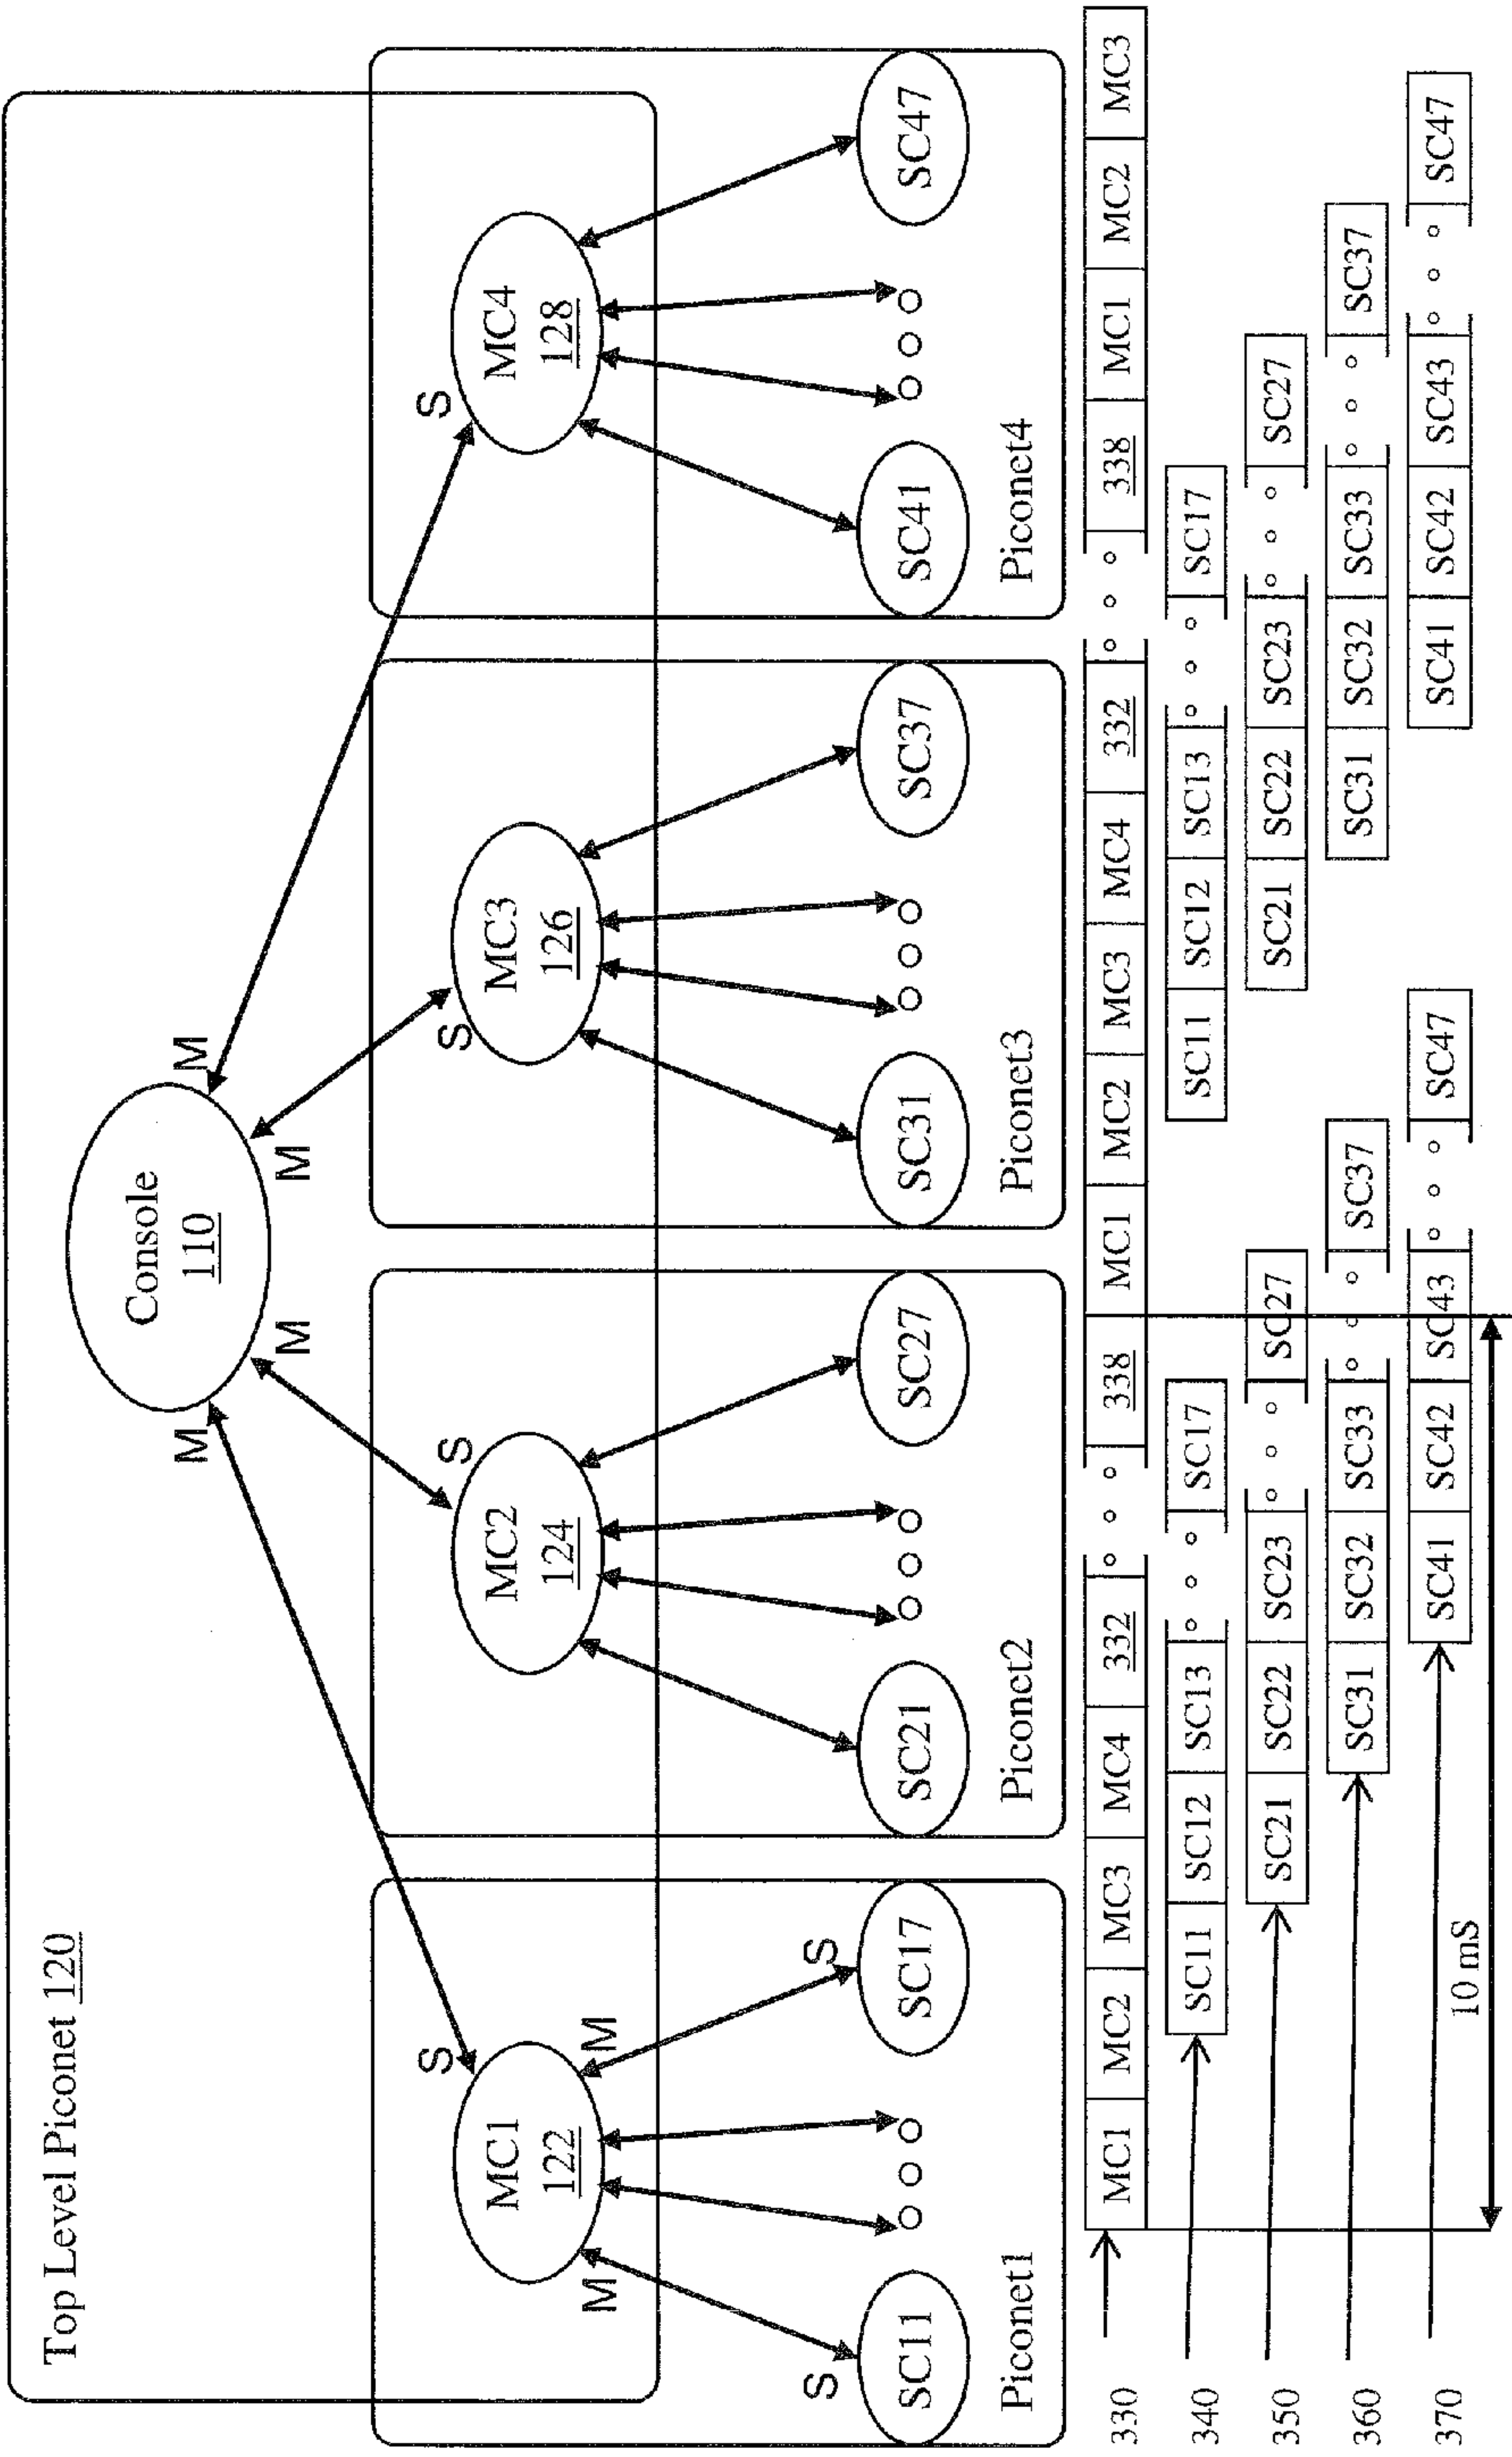 Top Level Piconet 120
Console
110
M
M
M
M
S
S
S
S
MC1
122
MC2
124
MC3
126
MC4
128
M
M
S
S
SC11
SC17
SC21
SC27
SC31
SC37
SC41
SC47
Piconet1
Piconet2
Piconet3
Piconet4
330
MC1 MC2 MC3 MC4 332 338 MC1 MC2 MC3 MC4 332 338 MC1 MC2 MC3
340
SC11 SC12 SC13 SC17 SC11 SC12 SC13 SC17
350
SC21 SC22 SC23 SC27 SC21 SC22 SC23 SC27
360
SC31 SC32 SC33 SC37 SC31 SC32 SC33 SC37
370
SC41 SC42 SC43 SC47 SC41 SC42 SC43 SC47
10 mS